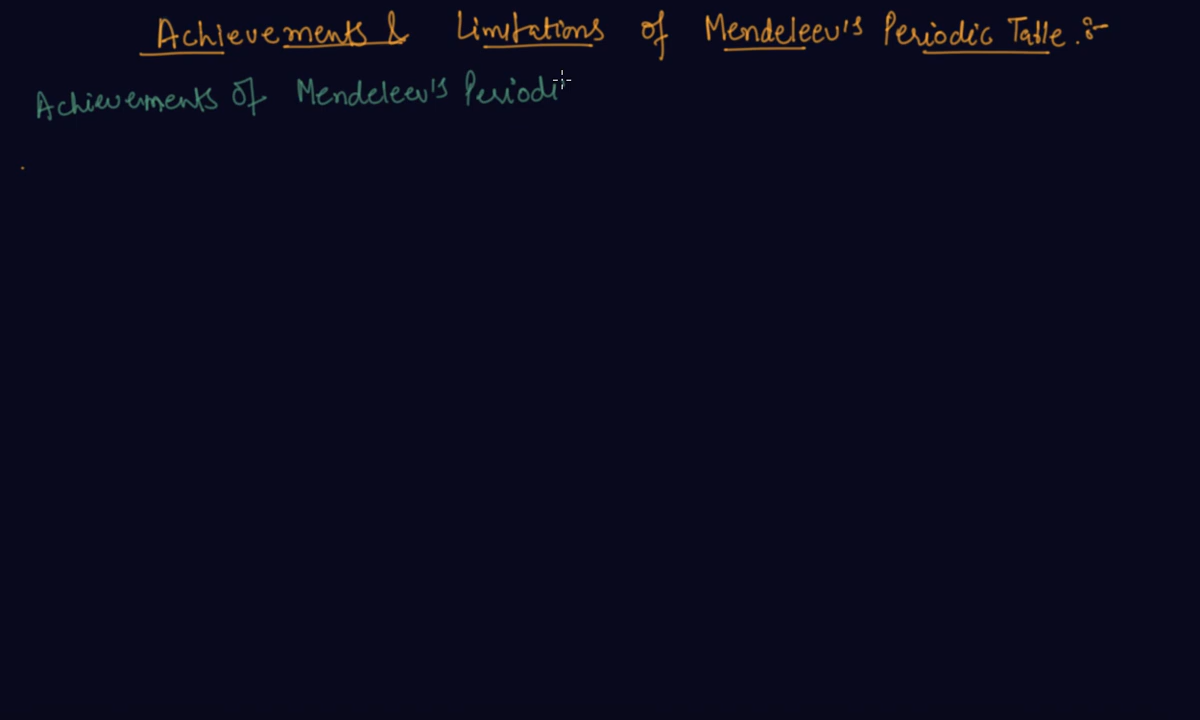 Achievements & Limitations of Mendeleev's Periodic Table :-
Achievements Of Mendeleev's Periodi